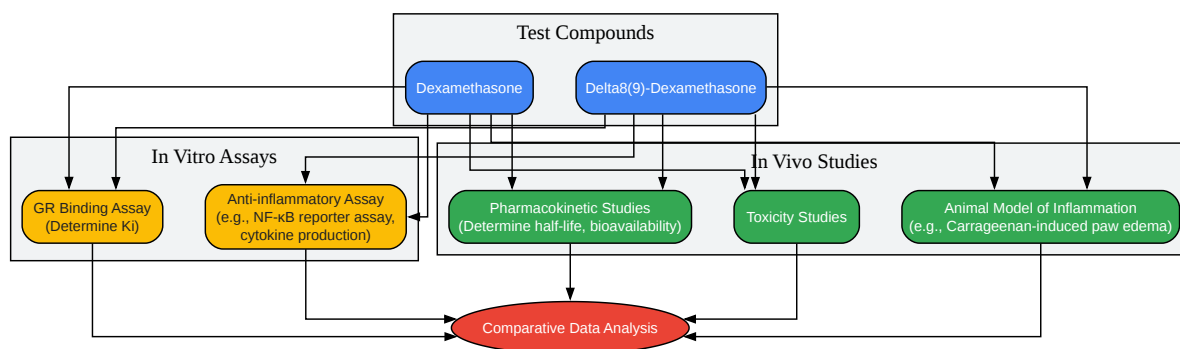 Test Compounds
Dexamethasone
Delta8(9)-Dexamethasone
In Vitro Assays
In Vivo Studies
GR Binding Assay
(Determine Ki)
Anti-inflammatory Assay
(e.g., NF-κB reporter assay,
cytokine production)
Pharmacokinetic Studies
(Determine half-life, bioavailability)
Toxicity Studies
Animal Model of Inflammation
(e.g., Carrageenan-induced paw edema)
Comparative Data Analysis